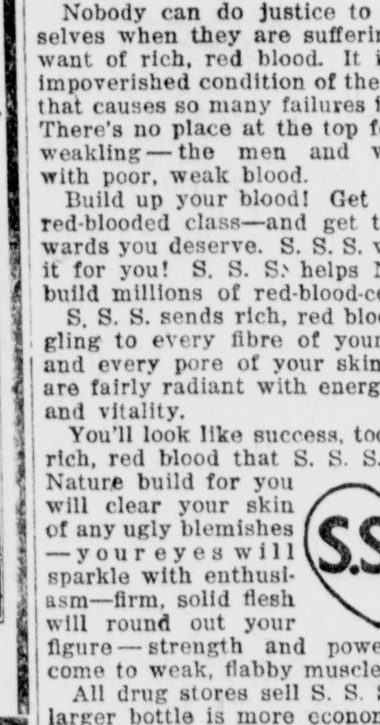 Nobody can do justice to
selves when they are sufferin
want of rich, red blood. It i
impoverished condition of the
that causes so many failures i
There's no place at the top f
weakling—the men and w
with poor, weak blood.
Build up your blood! Get
red-blooded class—and get t
wards you deserve. S. S. S. w
it for you! S. S. S. helps N
build millions of red-blood-ce
S. S. S. sends rich, red bloo
gling to every fibre of your
and every pore of your skin
are fairly radiant with energ
and vitality.
You'll look like success, too
rich, red blood that S. S. S.
Nature build for you
will clear your skin
of any ugly blemishes
—your eyes will
sparkle with enthusi-
asm—firm, solid flesh
will round out your
figure—strength and powe
come to weak, flabby muscle
All drug stores sell S. S. S
larger bottle is more econom
S.S